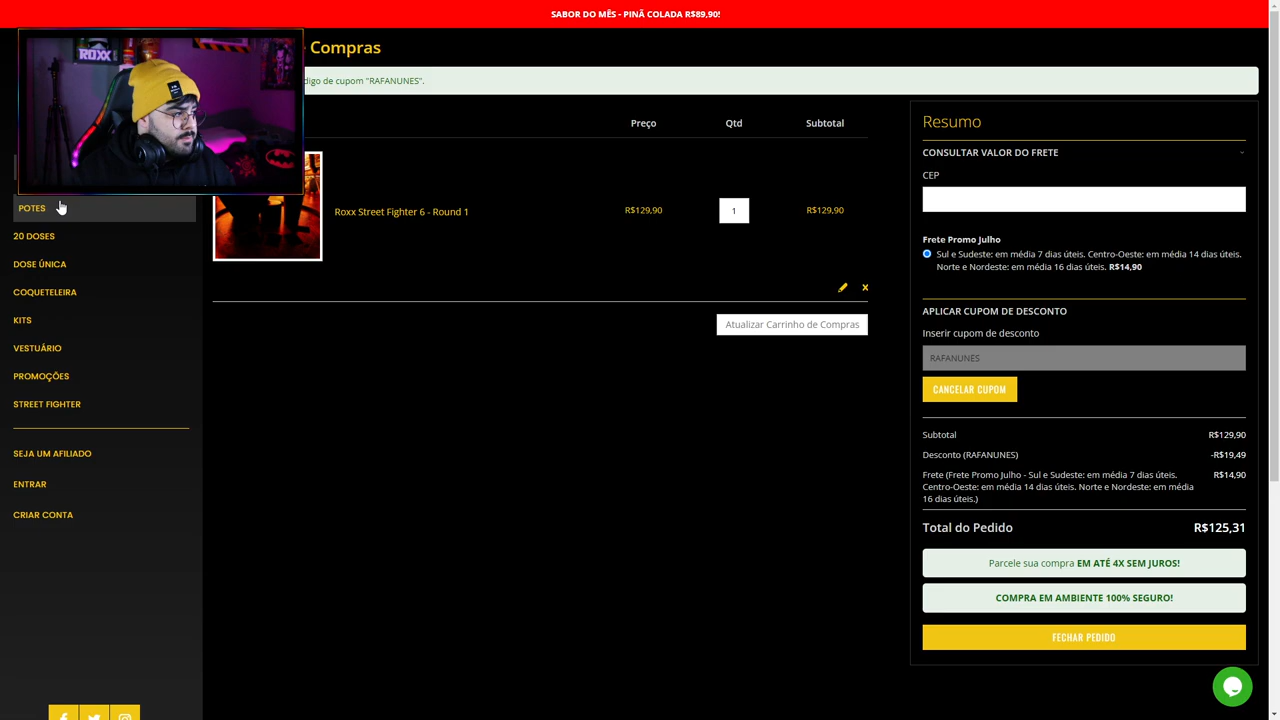 SABOR DO MÊS - PINÃ COLADA R$89,90!
ROXX
Compras
digo de cupom "RAFANUNES".
Preço
Qtd
Subtotal
Roxx Street Fighter 6 - Round 1
R$129,90
1
R$129,90
Atualizar Carrinho de Compras
POTES
20 DOSES
DOSE ÚNICA
COQUETELEIRA
KITS
VESTUÁRIO
PROMOÇÕES
STREET FIGHTER
SEJA UM AFILIADO
ENTRAR
CRIAR CONTA
Resumo
CONSULTAR VALOR DO FRETE
CEP
Frete Promo Julho
Sul e Sudeste: em média 7 dias úteis. Centro-Oeste: em média 14 dias úteis.
Norte e Nordeste: em média 16 dias úteis. R$14,90
APLICAR CUPOM DE DESCONTO
Inserir cupom de desconto
RAFANUNES
CANCELAR CUPOM
Subtotal R$129,90
Desconto (RAFANUNES) -R$19,49
Frete (Frete Promo Julho - Sul e Sudeste: em média 7 dias úteis. R$14,90
Centro-Oeste: em média 14 dias úteis. Norte e Nordeste: em média
16 dias úteis.)
Total do Pedido R$125,31
Parcele sua compra EM ATÉ 4X SEM JUROS!
COMPRA EM AMBIENTE 100% SEGURO!
FECHAR PEDIDO